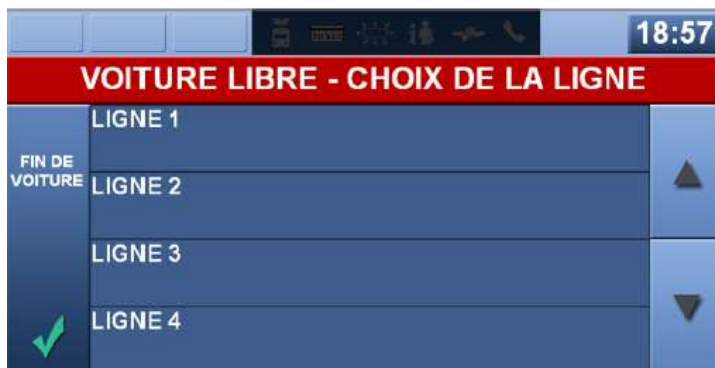 18:57
VOITURE LIBRE - CHOIX DE LA LIGNE
FIN DE
VOITURE
LIGNE 1
LIGNE 2
LIGNE 3
LIGNE 4